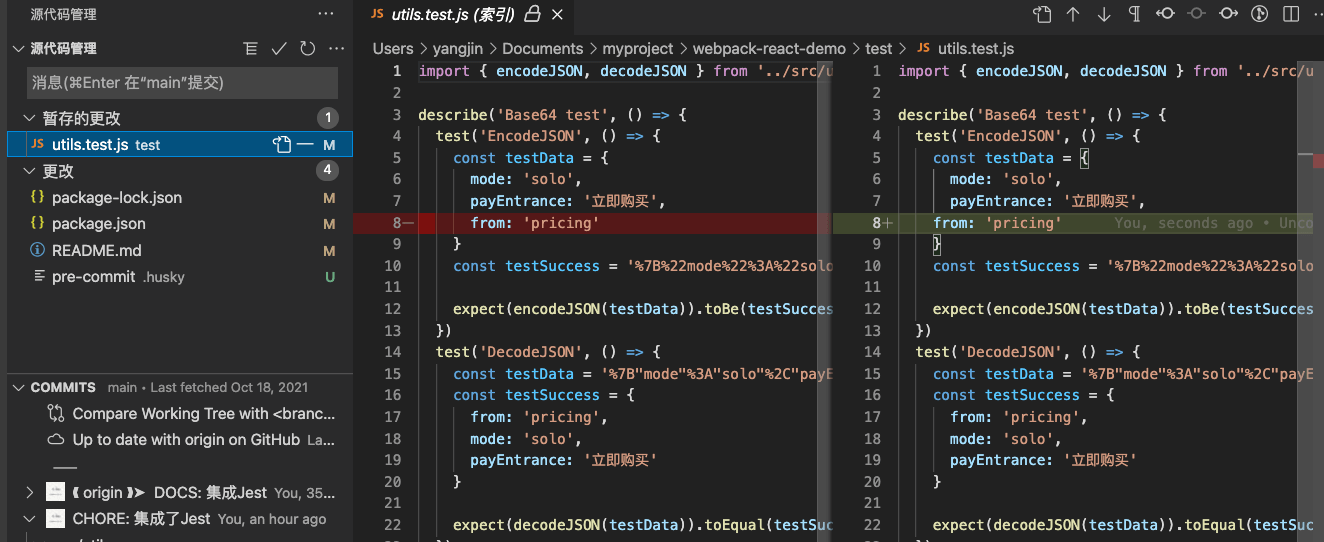 源代码管理
源代码管理
消息(⌘Enter 在“main”提交)
暂存的更改 1
JS utils.test.js test M
更改 4
{} package-lock.json M
{} package.json M
README.md M
pre-commit .husky U
COMMITS main • Last fetched Oct 18, 2021
Compare Working Tree with <branc...
Up to date with origin on GitHub La...
origin DOCS: 集成Jest You, 35...
CHORE: 集成了Jest You, an hour ago
JS utils.test.js (索引)
Users > yangjin > Documents > myproject > webpack-react-demo > test > JS utils.test.js
1 import { encodeJSON, decodeJSON } from '../src/u
2
3 describe('Base64 test', () => {
4 test('EncodeJSON', () => {
5 const testData = {
6 mode: 'solo',
7 payEntrance: '立即购买',
8— from: 'pricing'
9 }
10 const testSuccess = '%7B%22mode%22%3A%22solo
11
12 expect(encodeJSON(testData)).toBe(testSucces
13 })
14 test('DecodeJSON', () => {
15 const testData = '%7B"mode"%3A"solo"%2C"payE
16 const testSuccess = {
17 from: 'pricing',
18 mode: 'solo',
19 payEntrance: '立即购买'
20 }
21
22 expect(decodeJSON(testData)).toEqual(testSuc
1 import { encodeJSON, decodeJSON } from '../src/u
2
3 describe('Base64 test', () => {
4 test('EncodeJSON', () => {
5 const testData = {
6 mode: 'solo',
7 payEntrance: '立即购买',
8+ from: 'pricing' You, seconds ago • Unco
9 }
10 const testSuccess = '%7B%22mode%22%3A%22solo
11
12 expect(encodeJSON(testData)).toBe(testSucces
13 })
14 test('DecodeJSON', () => {
15 const testData = '%7B"mode"%3A"solo"%2C"payE
16 const testSuccess = {
17 from: 'pricing',
18 mode: 'solo',
19 payEntrance: '立即购买'
20 }
21
22 expect(decodeJSON(testData)).toEqual(testSuc